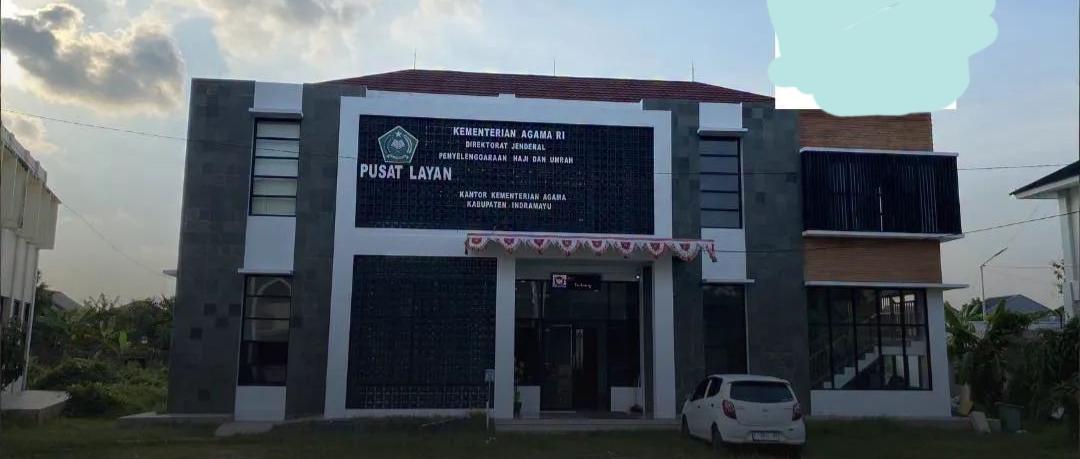 KEMENTERIAN AGAMA RI
DIREKTORAT JENDERAL
PENYELENGGARAAN HAJI DAN UMRAH
PUSAT LAYAN
KANTOR KEMENTERIAN AGAMA
KABUPATEN INDRAMAYU